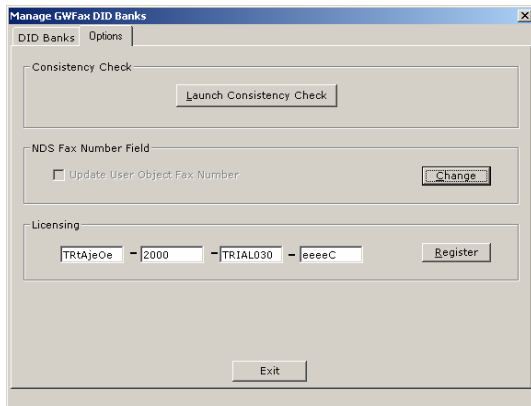 Manage GWFax DID Banks
DID Banks Options
Consistency Check
Launch Consistency Check
NDS Fax Number Field
Update User Object Fax Number
Change
Licensing
TRtAjeOe - 2000 - TRIAL030 - eeeeC
Register
Exit